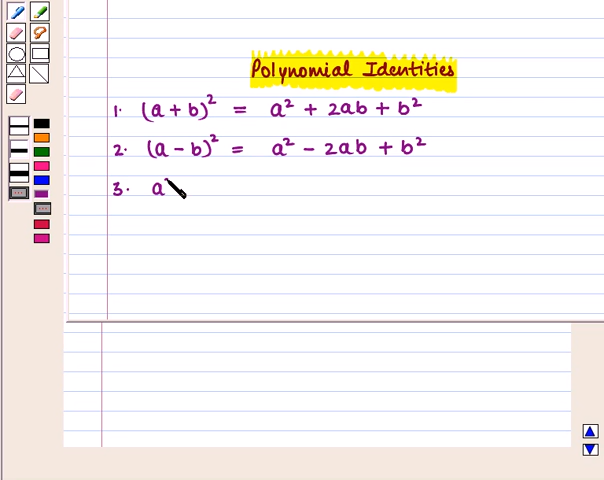 Polynomial Identities
1. (a + b)² = a² + 2ab + b²
2. (a - b)² = a² - 2ab + b²
3. a